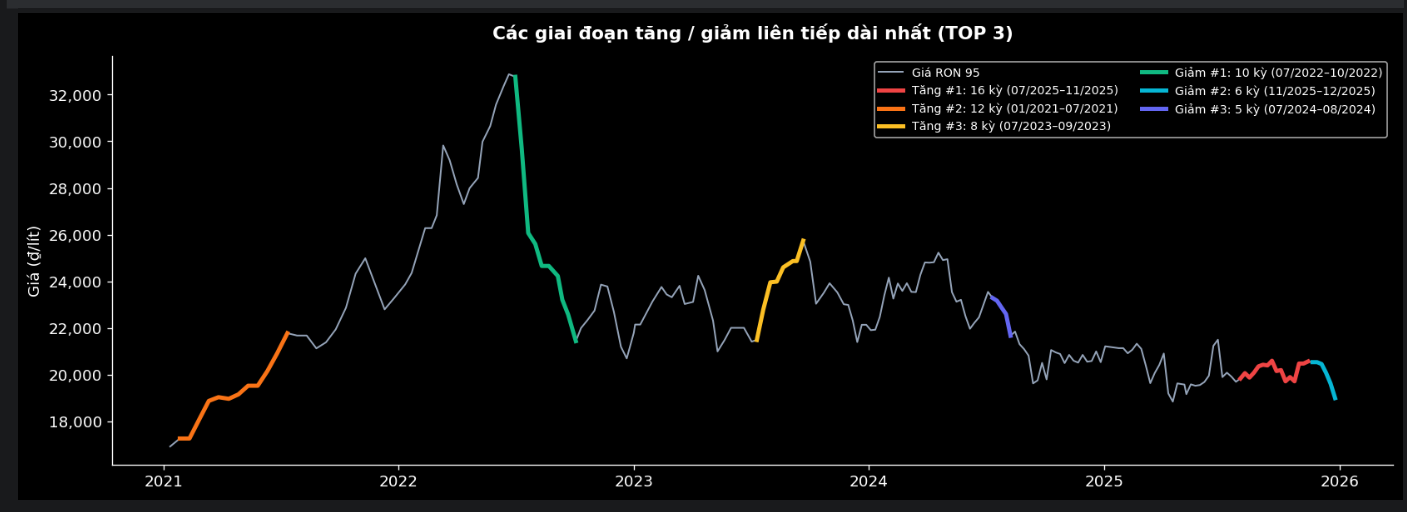 Các giai đoạn tăng / giảm liên tiếp dài nhất (TOP 3)
Giá RON 95
Tăng #1: 16 kỳ (07/2025–11/2025)
Tăng #2: 12 kỳ (01/2021–07/2021)
Tăng #3: 8 kỳ (07/2023–09/2023)
Giảm #1: 10 kỳ (07/2022–10/2022)
Giảm #2: 6 kỳ (11/2025–12/2025)
Giảm #3: 5 kỳ (07/2024–08/2024)
Giá (₫/lít)
32,000
30,000
28,000
26,000
24,000
22,000
20,000
18,000
2021 2022 2023 2024 2025 2026